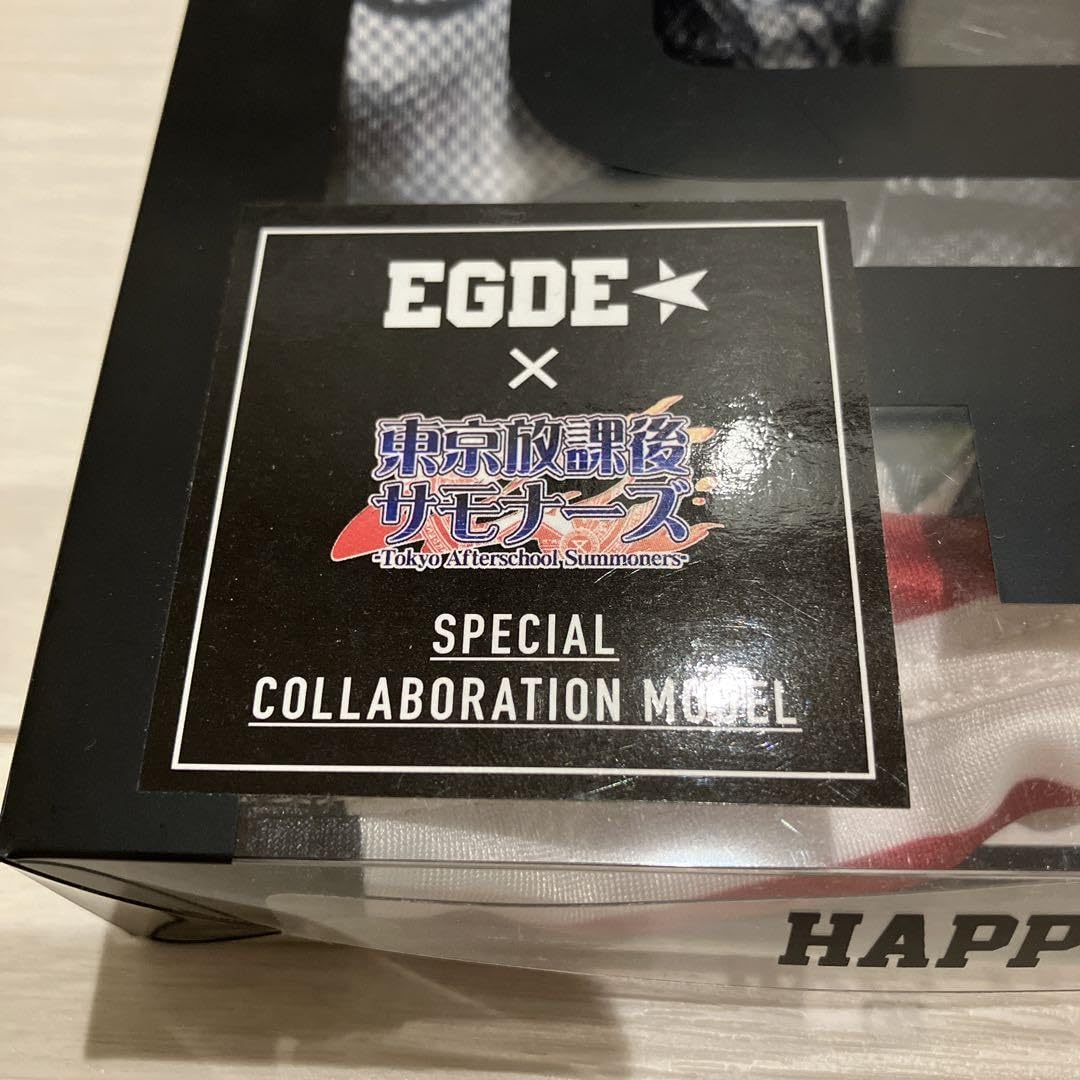 EGDE
×
東京放課後
サモナーズ
-Tokyo Afterschool Summoners-
SPECIAL
COLLABORATION MODEL
HAPP